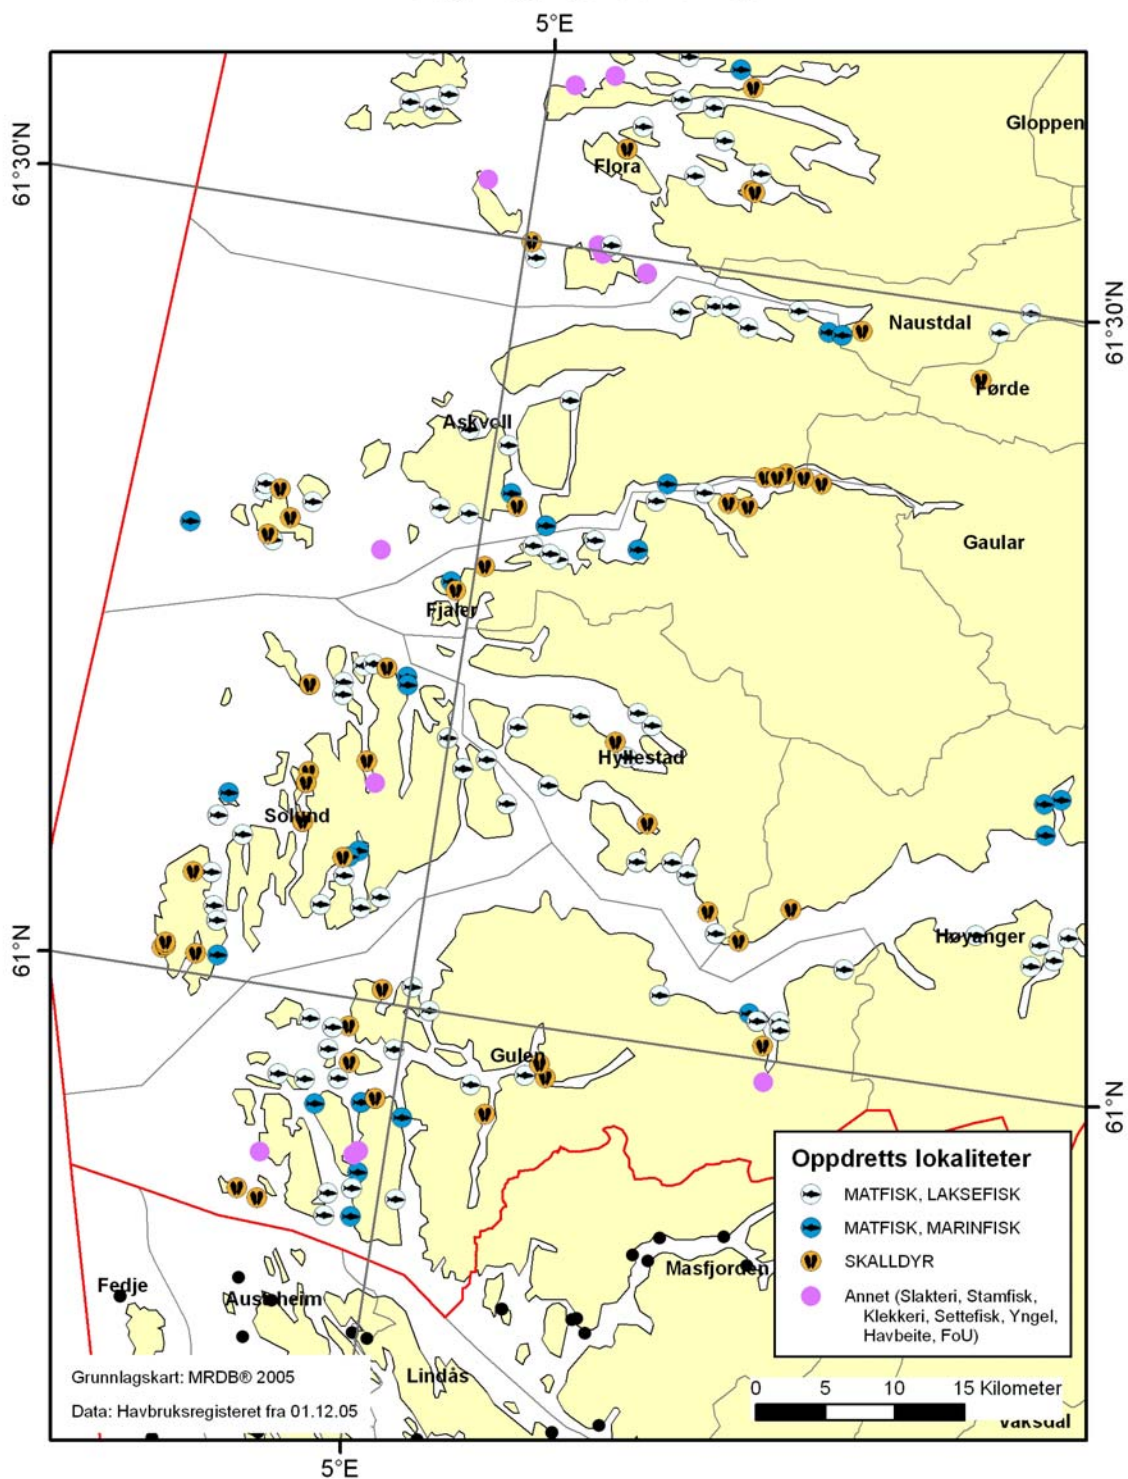 5°E
61°30'N
Gloppen
Flora
61°30'N
Naustdal
Førde
Askvoll
Gaular
Fjaler
Hyllestad
Solund
61°N
Høyanger
Gulen
61°N
Oppdretts lokaliteter
MATFISK, LAKSEFISK
MATFISK, MARINFISK
SKALLDYR
Annet (Slakteri, Stamfisk,
Klekkeri, Settefisk, Yngel,
Havbeite, FoU)
Masfjorden
Fedje
Austrheim
Lindås
Grunnlagskart: MRDB® 2005
Data: Havbruksregisteret fra 01.12.05
0 5 10 15 Kilometer
Vaksdal
5°E